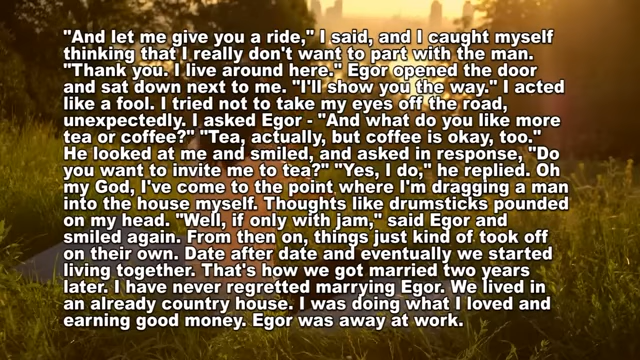 "And let me give you a ride," I said, and I caught myself
thinking that I really don't want to part with the man.
"Thank you. I live around here." Egor opened the door
and sat down next to me. "I'll show you the way." I acted
like a fool. I tried not to take my eyes off the road,
unexpectedly. I asked Egor - "And what do you like more
tea or coffee?" "Tea, actually, but coffee is okay, too."
He looked at me and smiled, and asked in response, "Do
you want to invite me to tea?" "Yes, I do," he replied. Oh
my God, I've come to the point where I'm dragging a man
into the house myself. Thoughts like drumsticks pounded
on my head. "Well, if only with jam," said Egor and
smiled again. From then on, things just kind of took off
on their own. Date after date and eventually we started
living together. That's how we got married two years
later. I have never regretted marrying Egor. We lived in
an already country house. I was doing what I loved and
earning good money. Egor was away at work.